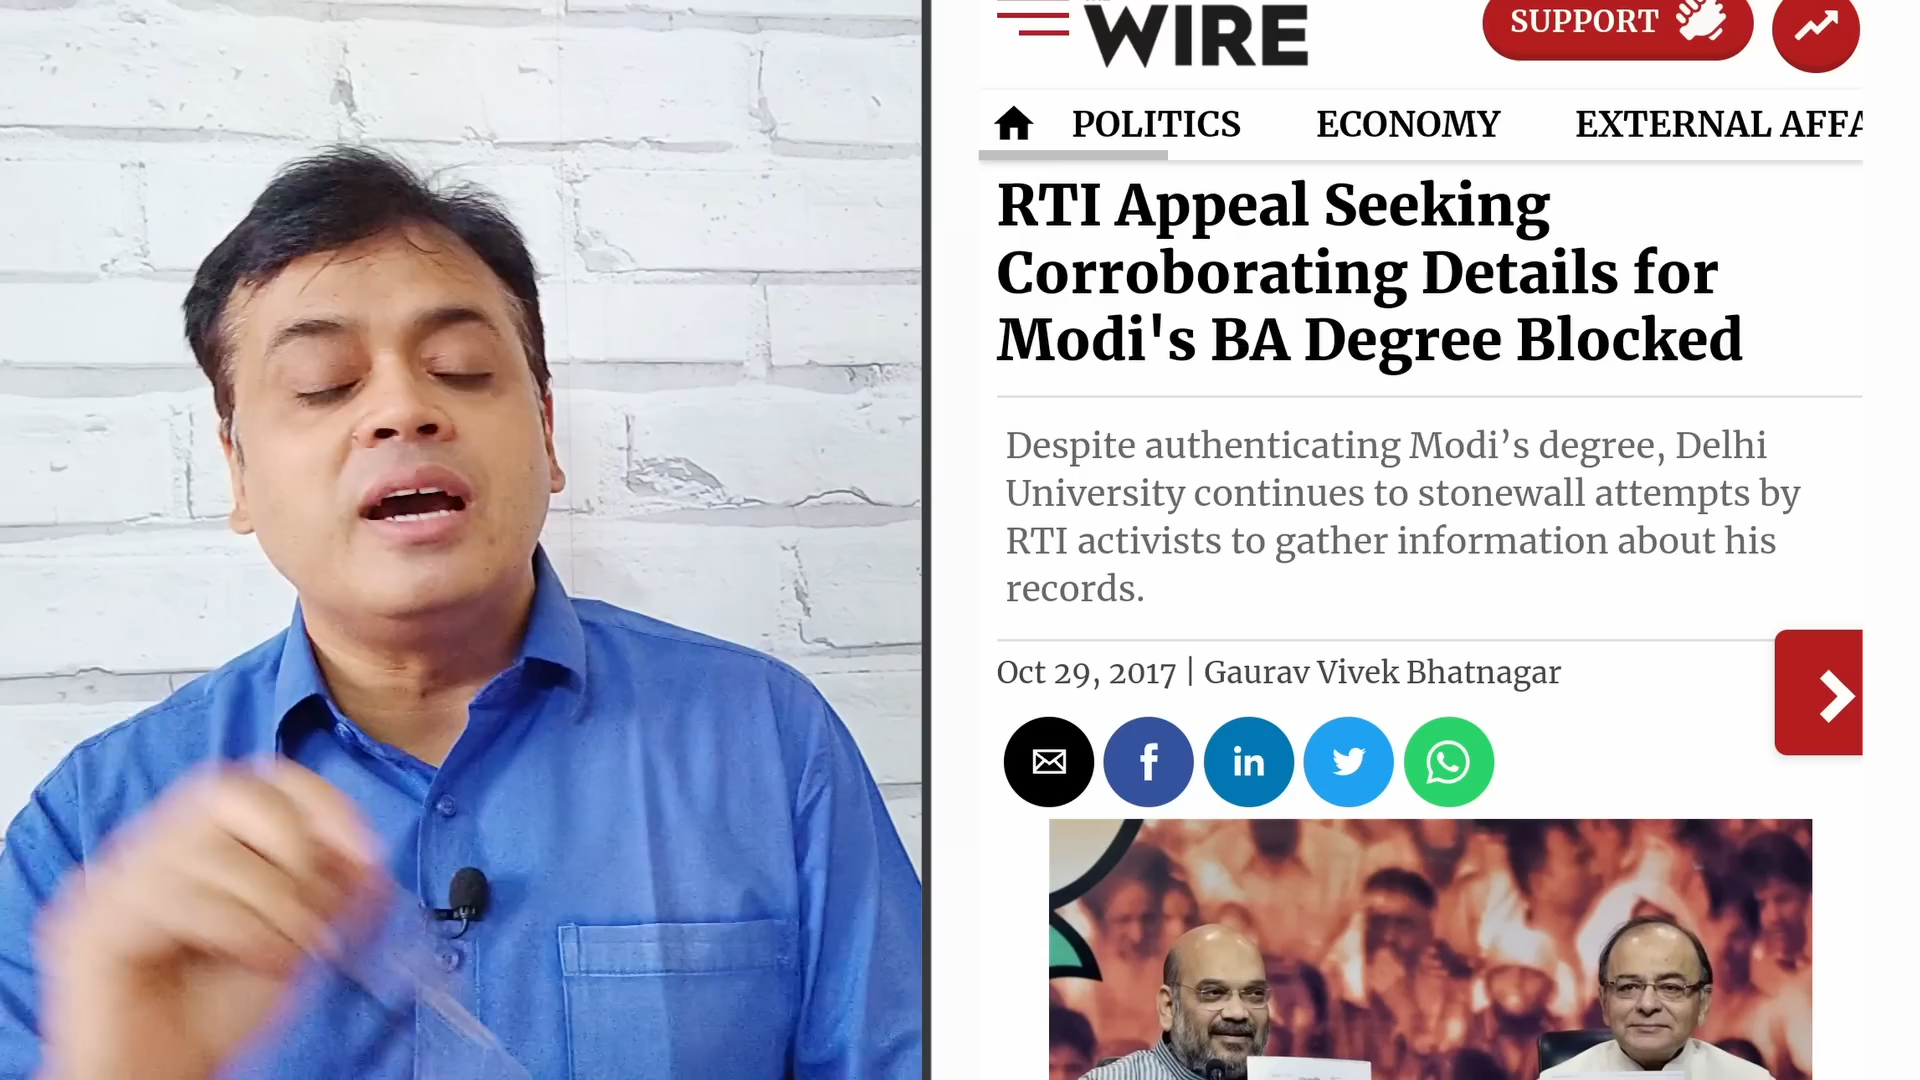 WIRE
SUPPORT
POLITICS ECONOMY EXTERNAL AFFA
RTI Appeal Seeking
Corroborating Details for
Modi's BA Degree Blocked
Despite authenticating Modi’s degree, Delhi
University continues to stonewall attempts by
RTI activists to gather information about his
records.
Oct 29, 2017 | Gaurav Vivek Bhatnagar
f
in